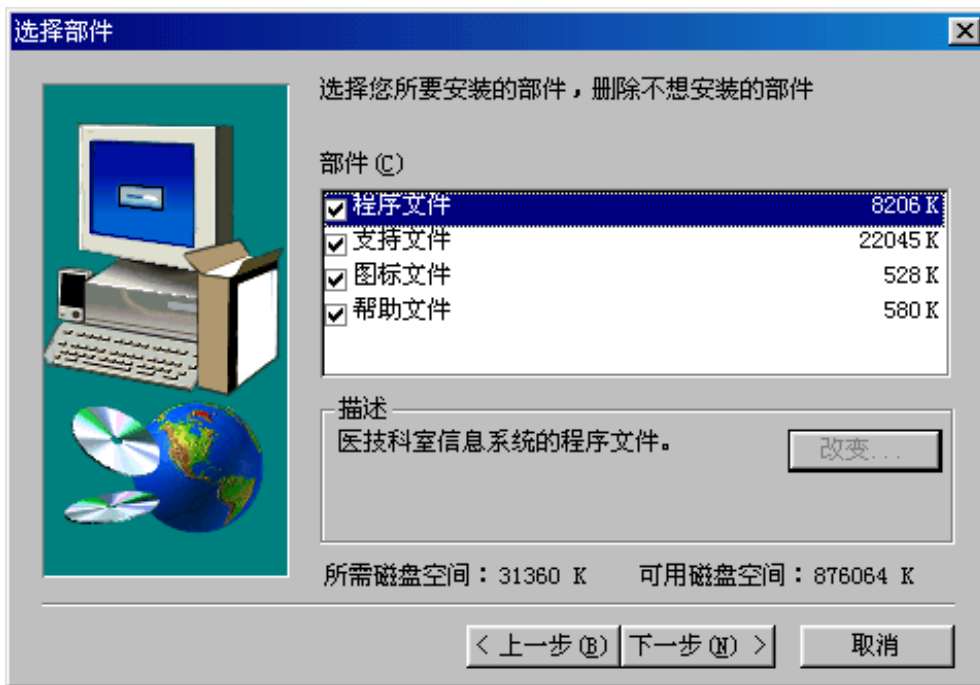 选择部件
选择您所要安装的部件，删除不想安装的部件
部件(C)
程序文件 8206 K
支持文件 22045 K
图标文件 528 K
帮助文件 580 K
描述
医技科室信息系统的程序文件。
改变...
所需磁盘空间：31360 K 可用磁盘空间：876064 K
< 上一步(B) 下一步(N) > 取消